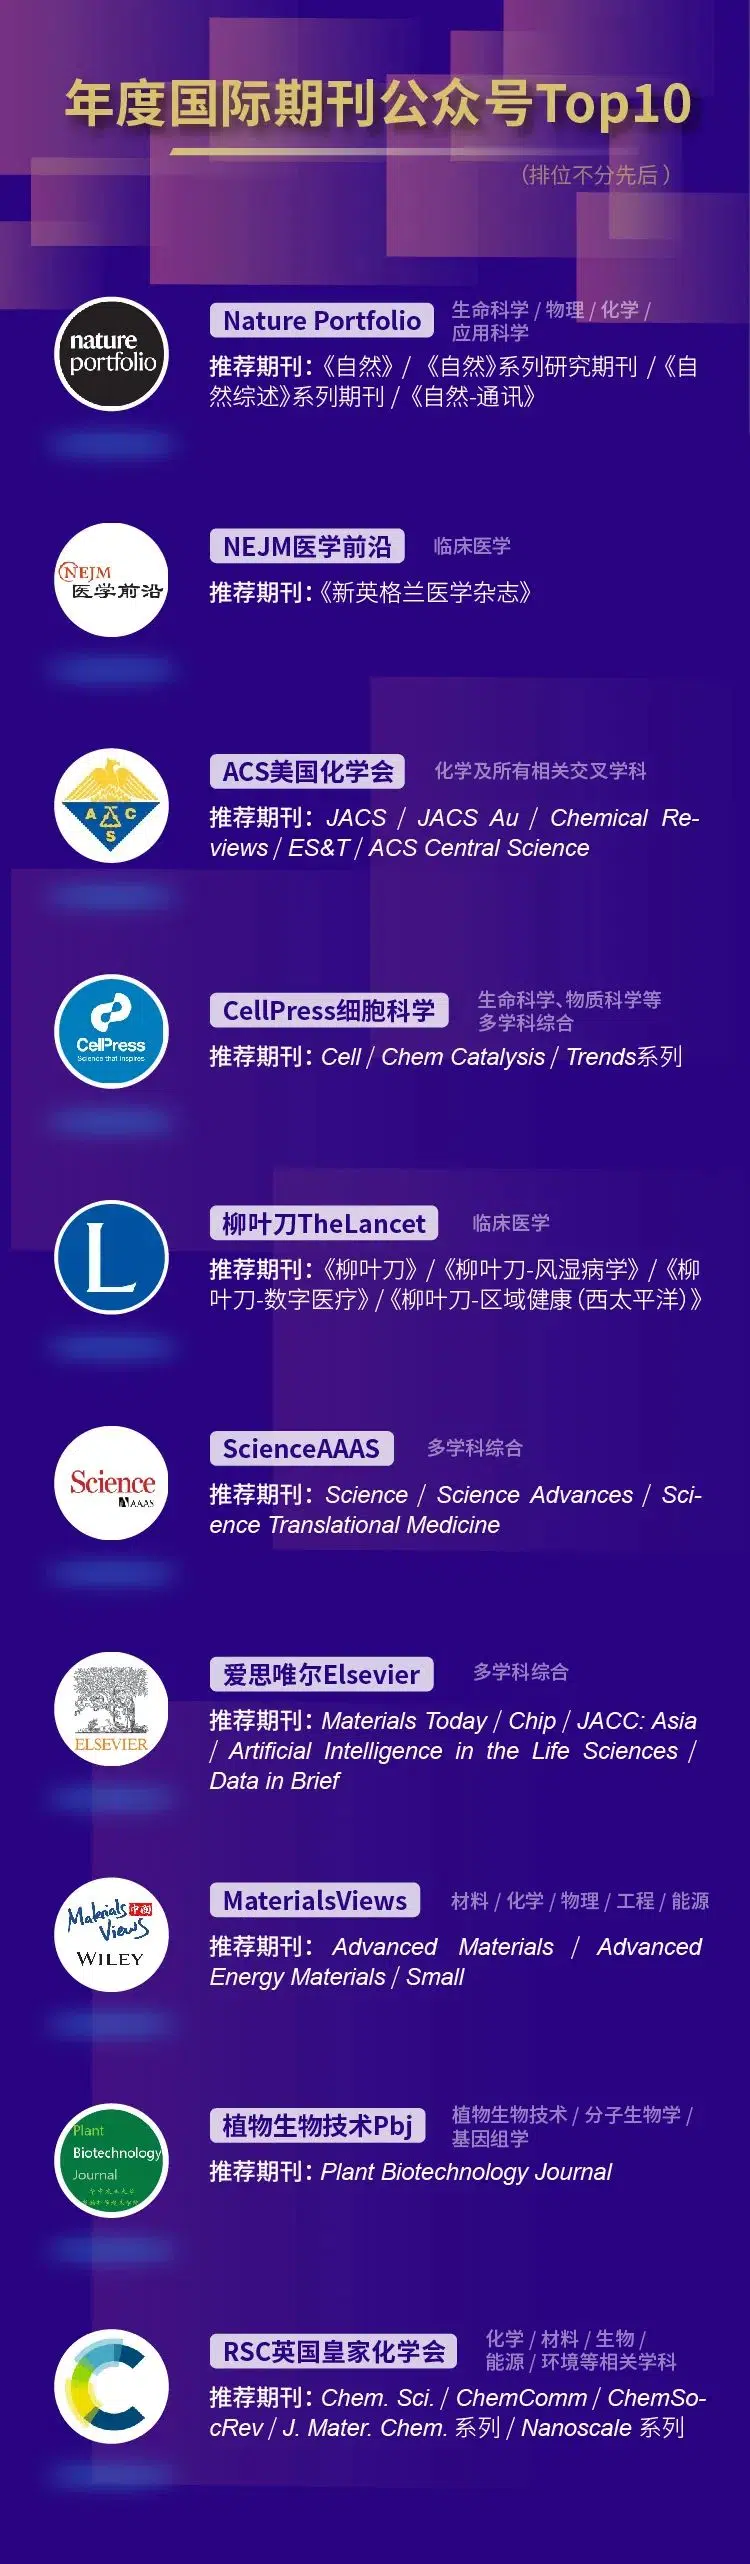 年度国际期刊公众号Top10
（排位不分先后）
nature
portfolio
Nature Portfolio
生命科学 / 物理 / 化学 /
应用科学
推荐期刊：《自然》 / 《自然》系列研究期刊 / 《自
然综述》系列期刊 / 《自然-通讯》
NEJM
医学前沿
NEJM医学前沿
临床医学
推荐期刊：《新英格兰医学杂志》
A C
S
ACS美国化学会
化学及所有相关交叉学科
推荐期刊： JACS / JACS Au / Chemical Re-
views / ES&T / ACS Central Science
CellPress
Science that inspires
CellPress细胞科学
生命科学、物质科学等
多学科综合
推荐期刊：Cell / Chem Catalysis / Trends系列
L
柳叶刀TheLancet
临床医学
推荐期刊：《柳叶刀》 / 《柳叶刀-风湿病学》 / 《柳
叶刀-数字医疗》 / 《柳叶刀-区域健康（西太平洋）》
Science
AAAS
ScienceAAAS
多学科综合
推荐期刊： Science / Science Advances / Sci-
ence Translational Medicine
ELSEVIER
爱思唯尔Elsevier
多学科综合
推荐期刊：Materials Today / Chip / JACC: Asia
/ Artificial Intelligence in the Life Sciences /
Data in Brief
Materials 中国
Views
WILEY
MaterialsViews
材料 / 化学 / 物理 / 工程 / 能源
推荐期刊： Advanced Materials / Advanced
Energy Materials / Small
Plant
Biotechnology
Journal
植物生物技术Pbj
植物生物技术 / 分子生物学 /
基因组学
推荐期刊：Plant Biotechnology Journal
RSC英国皇家化学会
化学 / 材料 / 生物 /
能源 / 环境等相关学科
推荐期刊：Chem. Sci. / ChemComm / ChemSo-
cRev / J. Mater. Chem. 系列 / Nanoscale 系列